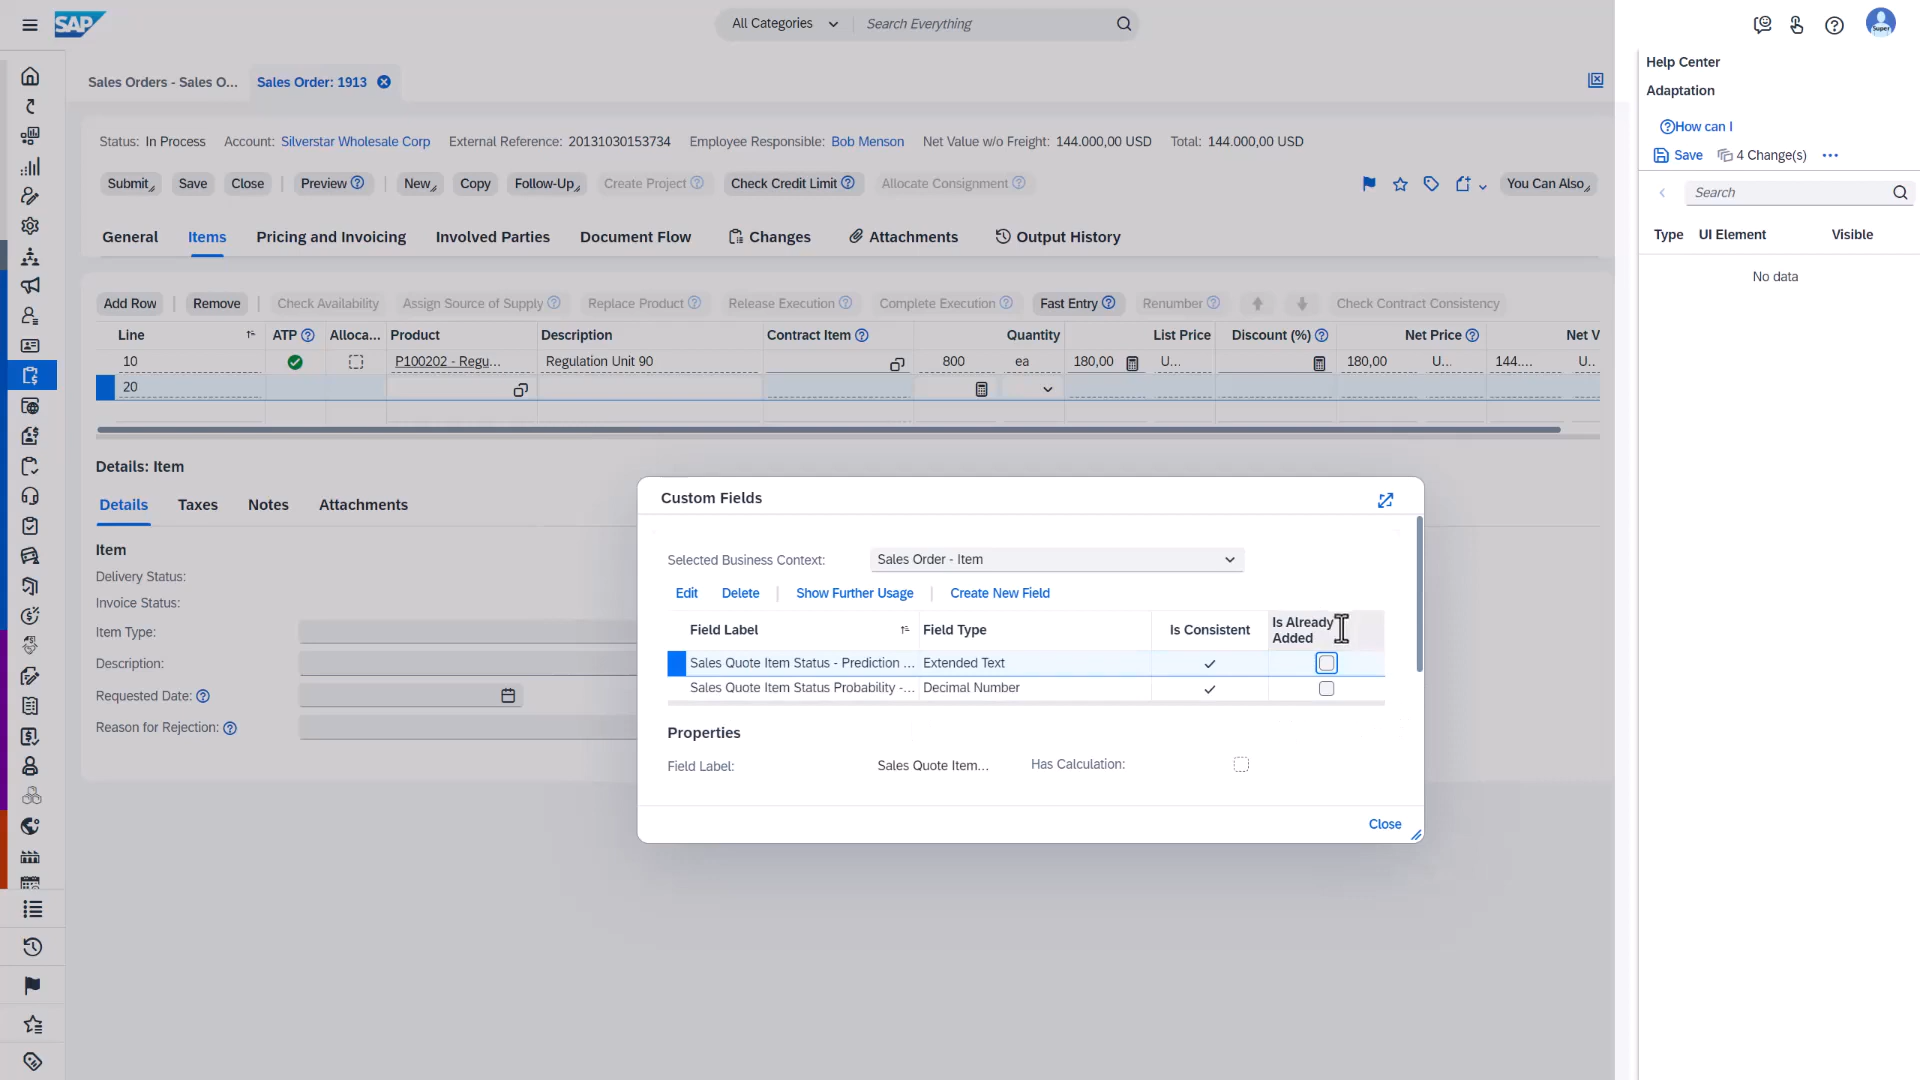 SAP
All Categories
Search Everything
Super
Sales Orders - Sales O...
Sales Order: 1913
Status: In Process Account: Silverstar Wholesale Corp External Reference: 20131030153734 Employee Responsible: Bob Menson Net Value w/o Freight: 144.000,00 USD Total: 144.000,00 USD
Submit Save Close Preview New Copy Follow-Up Create Project Check Credit Limit Allocate Consignment You Can Also
General Items Pricing and Invoicing Involved Parties Document Flow Changes Attachments Output History
Add Row Remove Check Availability Assign Source of Supply Replace Product Release Execution Complete Execution Fast Entry Renumber Check Contract Consistency
Line ATP Alloca... Product Description Contract Item Quantity List Price Discount (%) Net Price Net V
10 P100202 - Regu... Regulation Unit 90 800 ea 180,00 U... 180,00 U... 144.... U..
20
Details: Item
Details Taxes Notes Attachments
Item
Delivery Status:
Invoice Status:
Item Type:
Description:
Requested Date:
Reason for Rejection:
Custom Fields
Selected Business Context: Sales Order - Item
Edit Delete Show Further Usage Create New Field
Field Label Field Type Is Consistent Is Already
Added
Sales Quote Item Status - Prediction ... Extended Text
Sales Quote Item Status Probability -... Decimal Number
Properties
Field Label: Sales Quote Item... Has Calculation:
Close
Help Center
Adaptation
How can I
Save 4 Change(s)
Search
Type UI Element Visible
No data